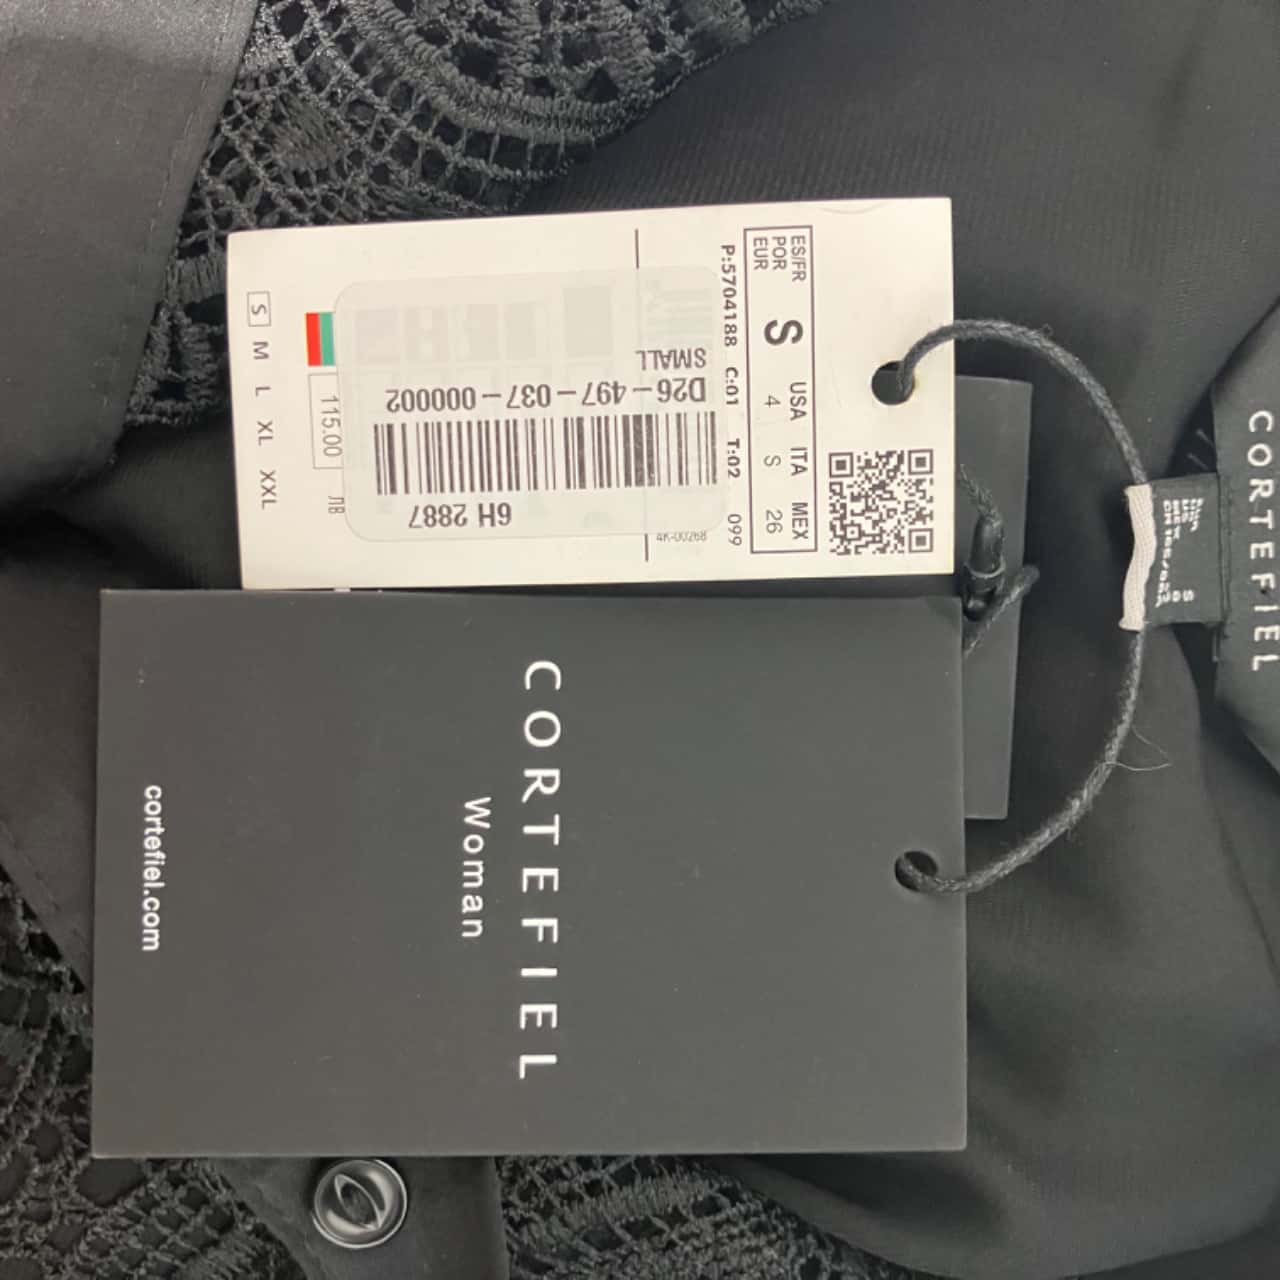 ES/FR
POR
EUR
S
USA
4
ITA
S
MEX
26
P:5704188 C:01 T:02 099
4K-00268
SMALL
D26-497-037-000002
6H 2887
115.00 ЛВ
S M L XL XXL
CORTEFIEL
Woman
cortefiel.com
CORTEFIEL